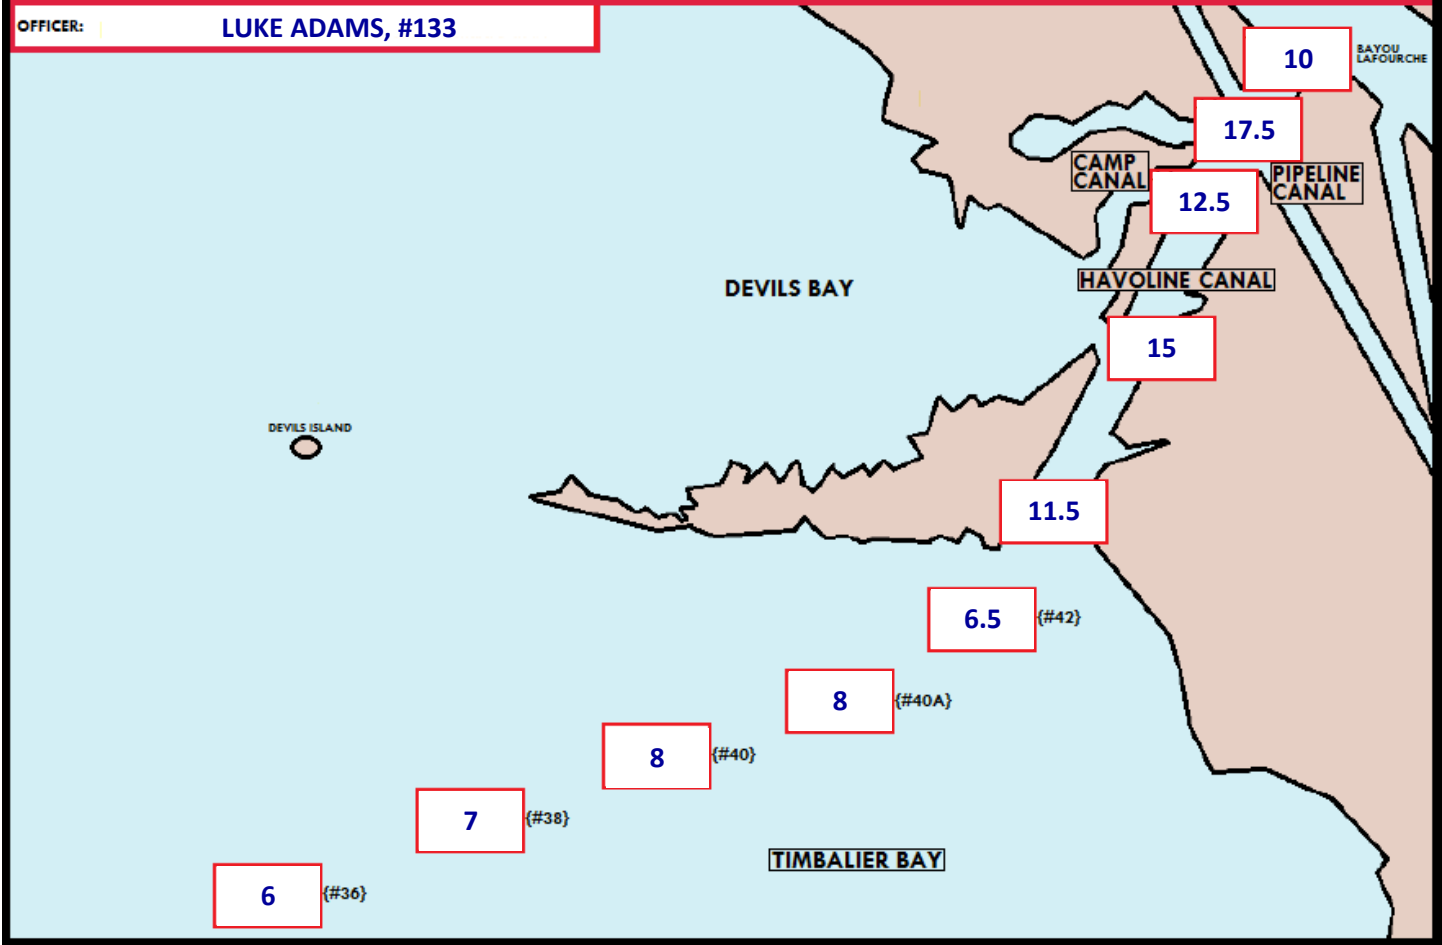 OFFICER: LUKE ADAMS, #133
10 BAYOU
LAFOURCHE
17.5
CAMP
CANAL
PIPELINE
CANAL
12.5
HAVOLINE CANAL
DEVILS BAY
15
DEVILS ISLAND
11.5
6.5 {#42}
8 {#40A}
8 {#40}
7 {#38}
TIMBALIER BAY
6 {#36}